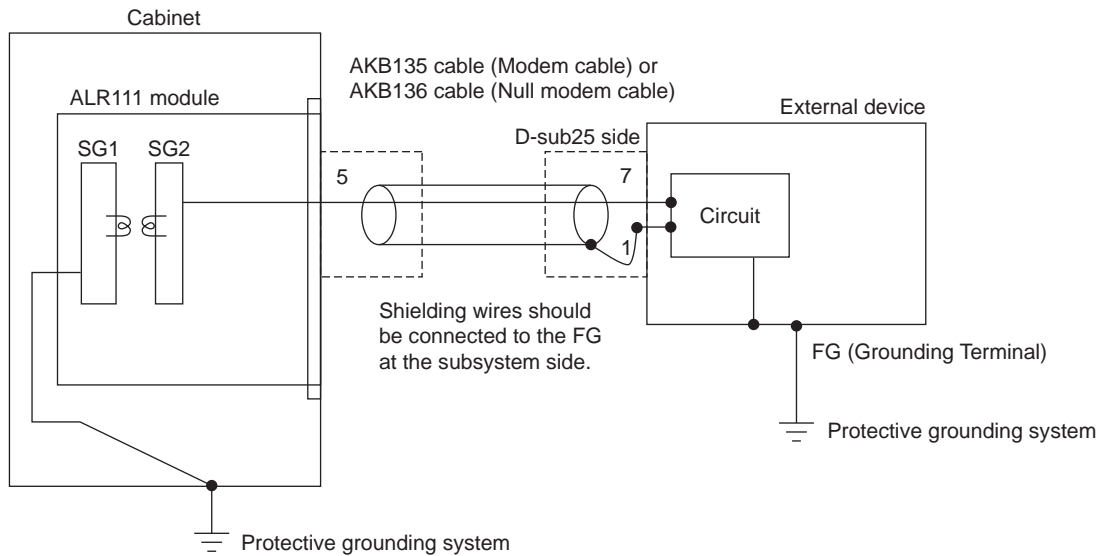 Cabinet
AKB135 cable (Modem cable) or
AKB136 cable (Null modem cable)
ALR111 module
External device
D-sub25 side
SG1
SG2
5
7
Circuit
1
Shielding wires should
be connected to the FG
at the subsystem side.
FG (Grounding Terminal)
Protective grounding system
Protective grounding system